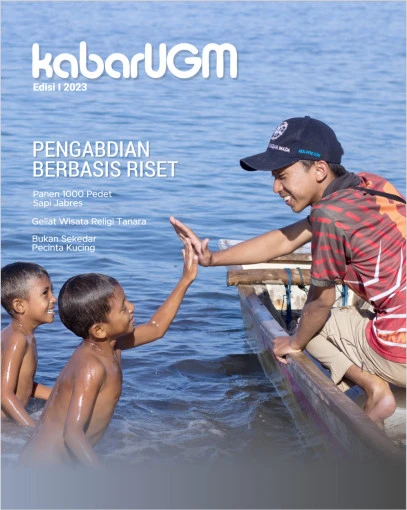 kabarUGM
Edisi I 2023
PENGABDIAN
BERBASIS RISET
Panen 1000 Pedet
Sapi Jabres
Geliat Wisata Religi Tanara
Bukan Sekedar
Pecinta Kucing